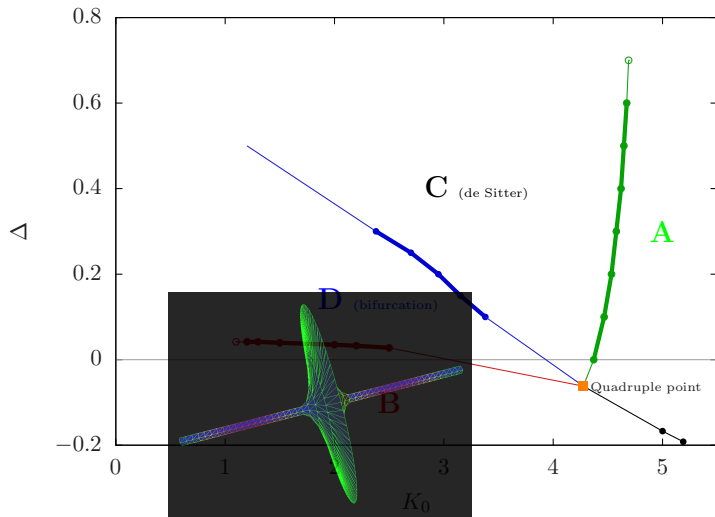 0.8
0.6
0.4
0.2
0
−0.2
Δ
C (de Sitter)
A
D (bifurcation)
B
Quadruple point
0
1
2
3
4
5
K₀